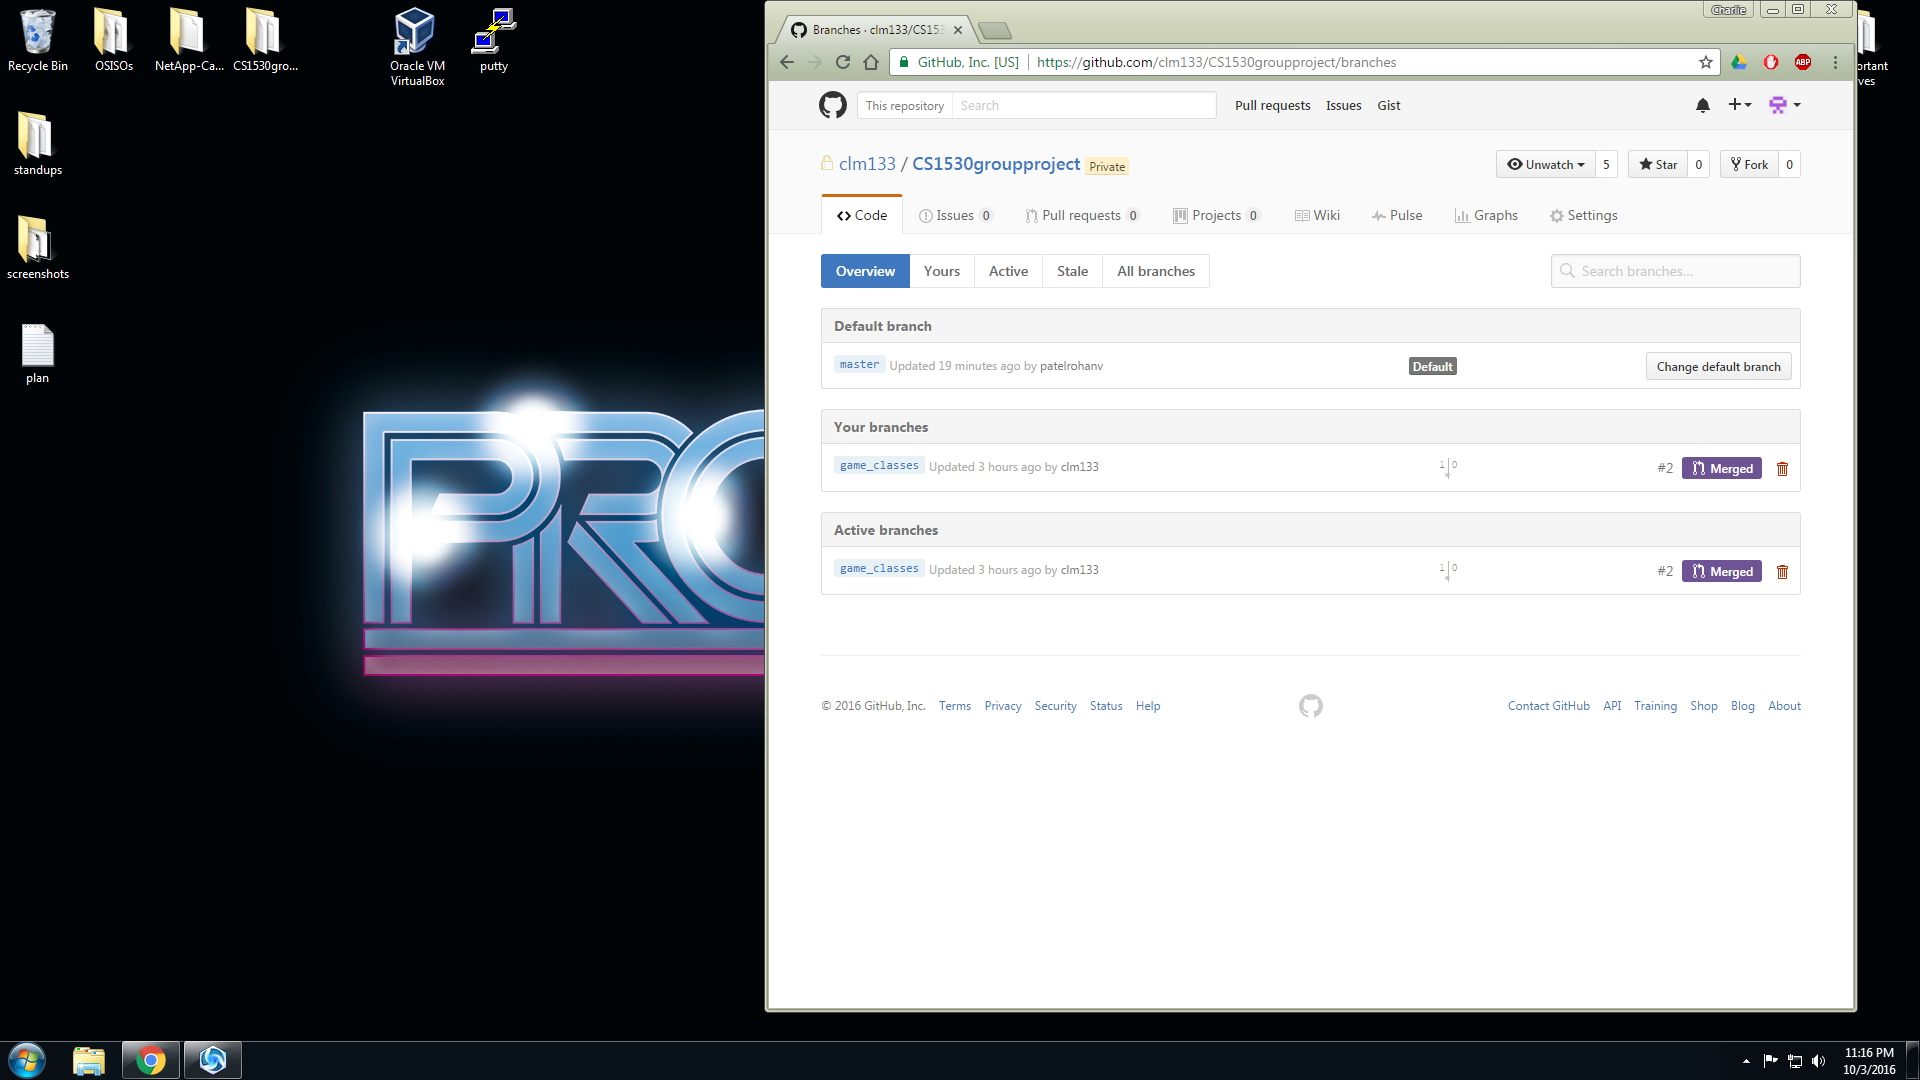 Recycle Bin
OSISOs
NetApp-Ca...
CS1530gro...
Oracle VM
VirtualBox
putty
standups
screenshots
plan
PRO
Charlie
Branches · clm133/CS153
GitHub, Inc. [US]
https://github.com/clm133/CS1530groupproject/branches
ABP
ortant
ves
This repository
Search
Pull requests
Issues
Gist
clm133 / CS1530groupproject Private
Unwatch 5
Star 0
Fork 0
Code
Issues 0
Pull requests 0
Projects 0
Wiki
Pulse
Graphs
Settings
Overview
Yours
Active
Stale
All branches
Search branches...
Default branch
master Updated 19 minutes ago by patelrohanv
Default
Change default branch
Your branches
game_classes Updated 3 hours ago by clm133
1 0
#2 Merged
Active branches
game_classes Updated 3 hours ago by clm133
1 0
#2 Merged
© 2016 GitHub, Inc. Terms Privacy Security Status Help
Contact GitHub API Training Shop Blog About
11:16 PM
10/3/2016